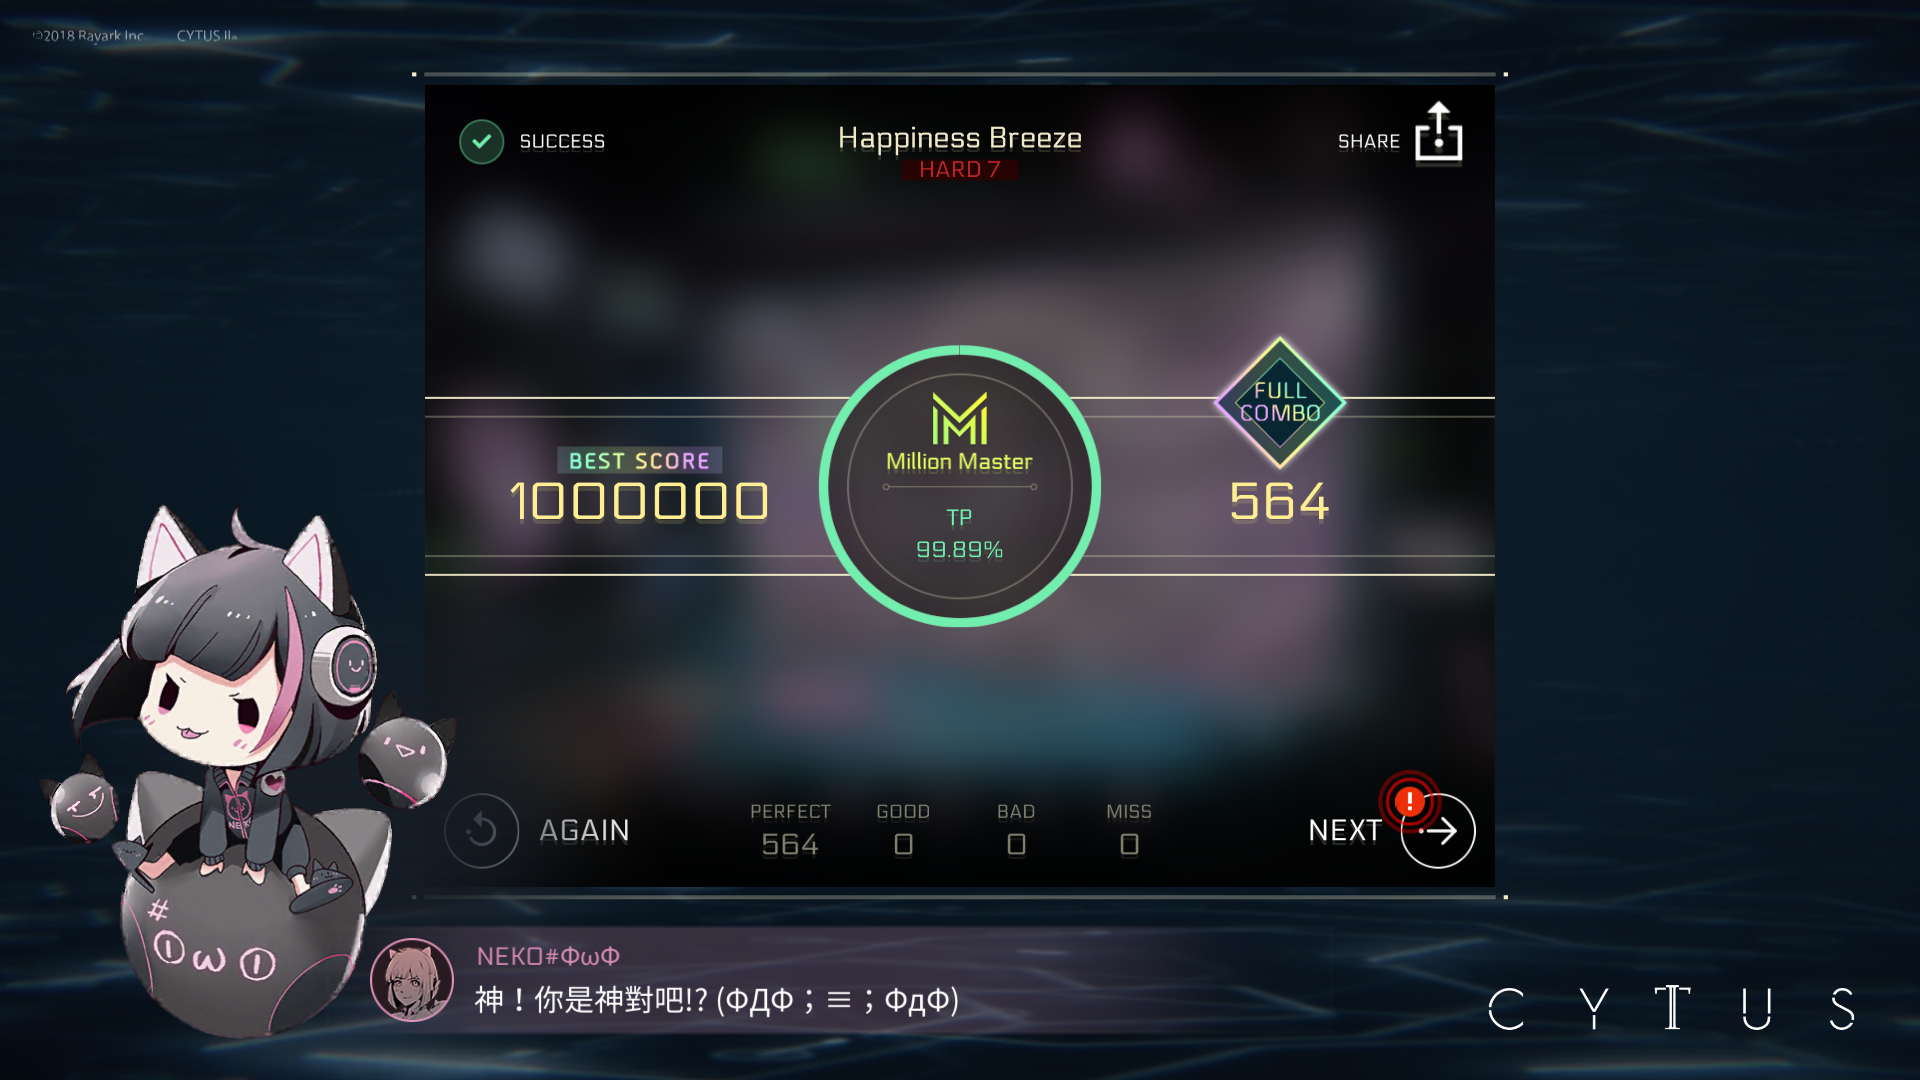 ©2018 Rayark Inc. CYTUS II
SUCCESS
Happiness Breeze
HARD 7
SHARE
FULL
COMBO
BEST SCORE
1000000
Million Master
TP
99.89%
564
AGAIN
PERFECT
564
GOOD
0
BAD
0
MISS
0
NEXT
!
NEKO#ΦωΦ
神！你是神對吧!? (ΦДΦ；≡；ΦдΦ)
CYTUS